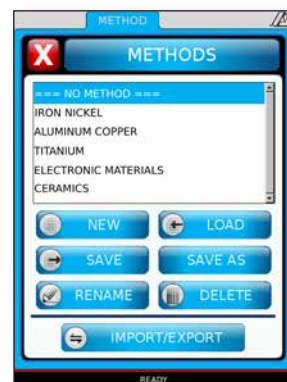 METHOD
X
METHODS
=== NO METHOD ===
IRON NICKEL
ALUMINUM COPPER
TITANIUM
ELECTRONIC MATERIALS
CERAMICS
NEW
LOAD
SAVE
SAVE AS
RENAME
DELETE
IMPORT/EXPORT
READY